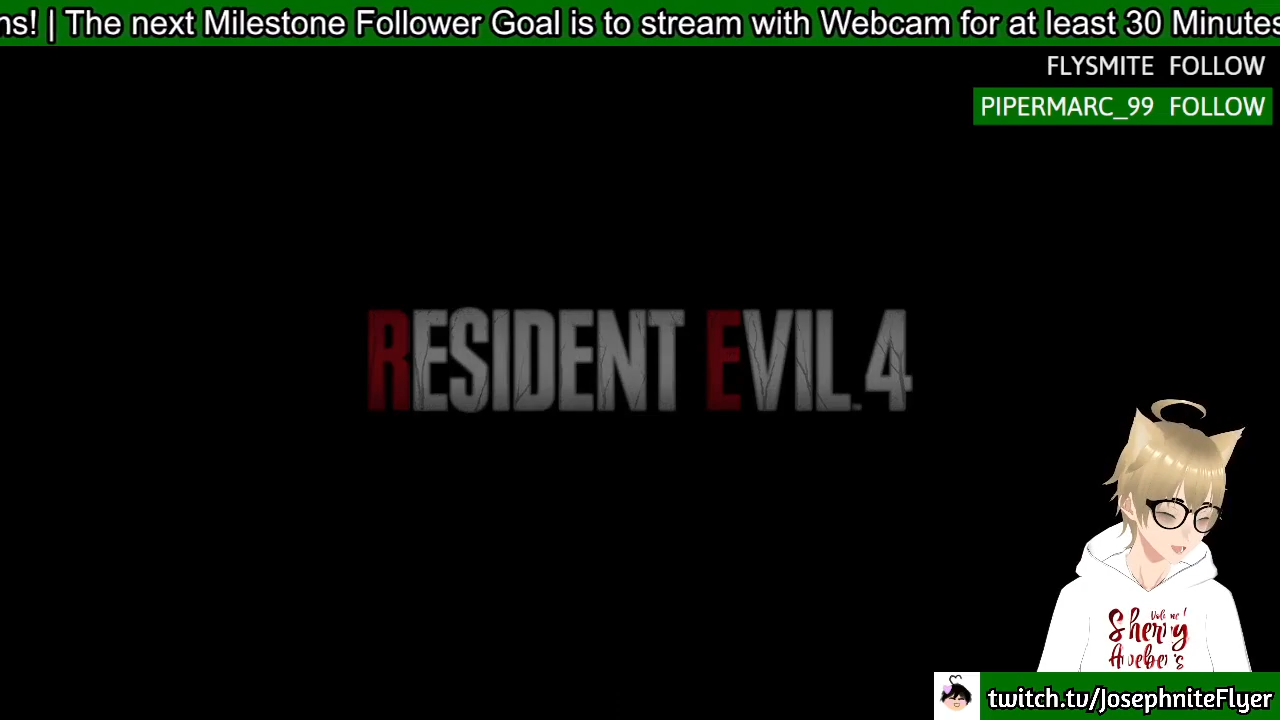 ns! | The next Milestone Follower Goal is to stream with Webcam for at least 30 Minutes
FLYSMITE FOLLOW
PIPERMARC_99 FOLLOW
RESIDENT EVIL 4
Sherry
twitch.tv/JosephniteFlyer